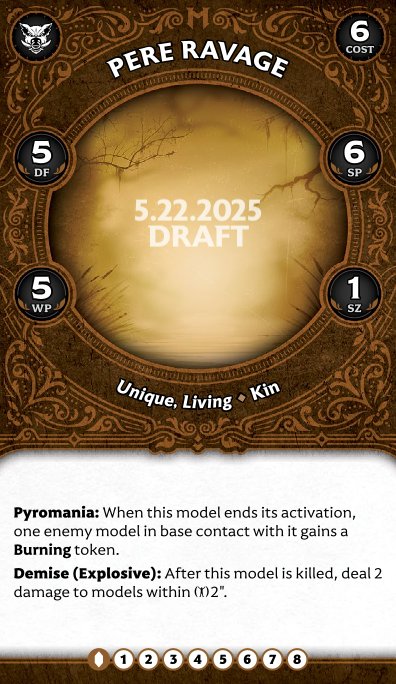 M
PERE RAVAGE
6
COST
5
DF
6
SP
5.22.2025
DRAFT
5
WP
1
SZ
Unique, Living ⬥ Kin
Pyromania: When this model ends its activation,
one enemy model in base contact with it gains a
Burning token.
Demise (Explosive): After this model is killed, deal 2
damage to models within 2".
1 2 3 4 5 6 7 8